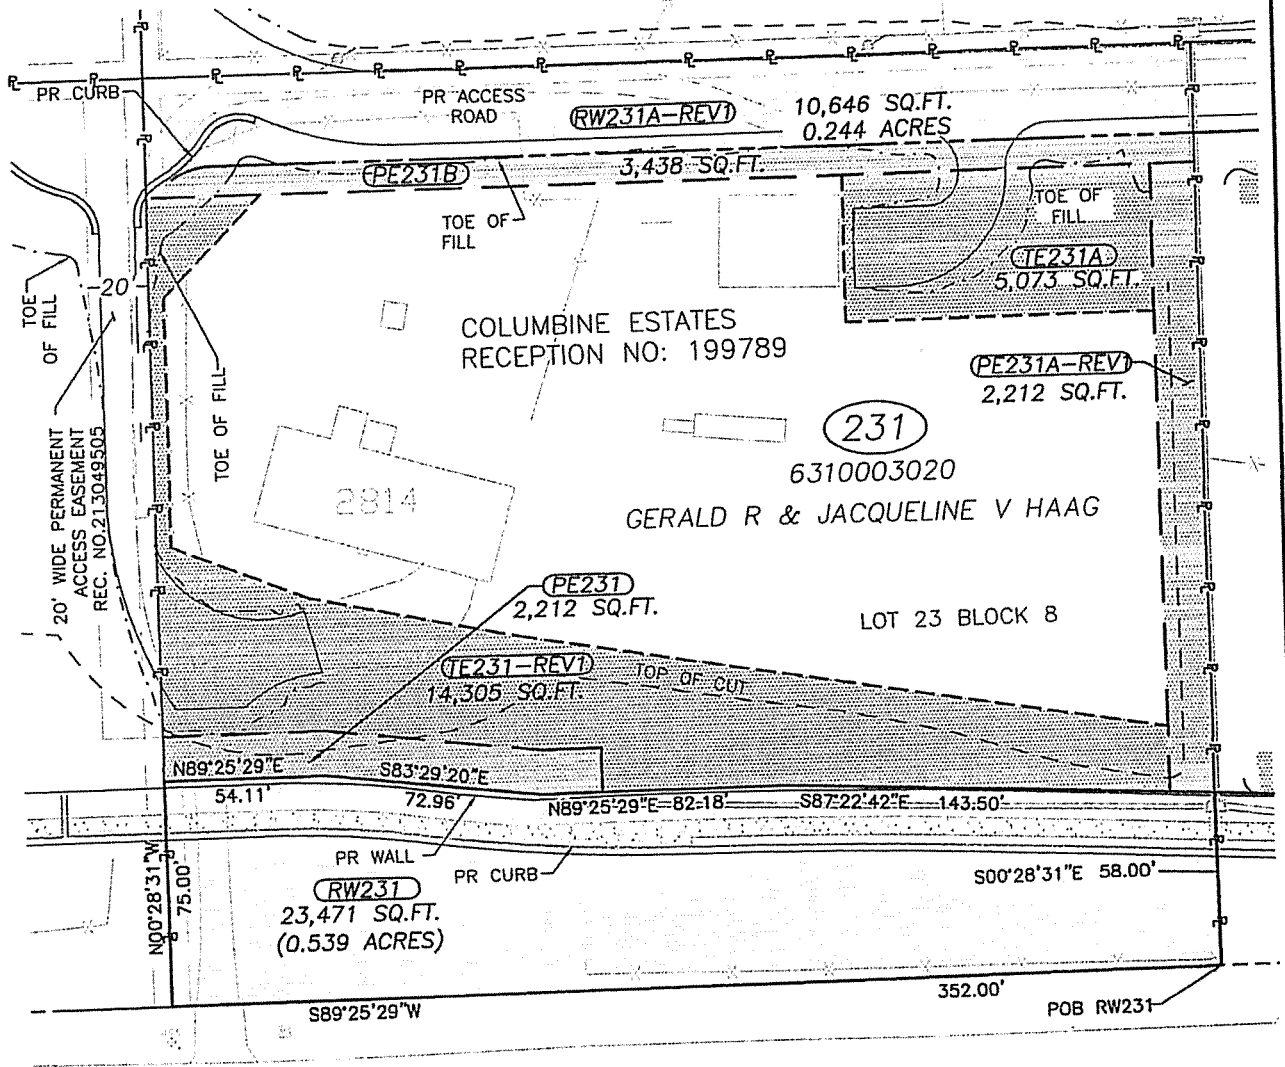 PR CURB
PR ACCESS
ROAD
RW231A-REV1
10,646 SQ.FT.
0.244 ACRES
PE231B
3,438 SQ.FT.
TOE OF
FILL
TOE OF
FILL
TE231A
5,073 SQ.FT.
TOE
OF FILL
20'
TOE OF FILL
COLUMBINE ESTATES
RECEPTION NO: 199789
PE231A-REV1
2,212 SQ.FT.
231
6310003020
GERALD R & JACQUELINE V HAAG
2814
20' WIDE PERMANENT
ACCESS EASEMENT
REC. NO.213049505
PE231
2,212 SQ.FT.
LOT 23 BLOCK 8
TE231-REV1
14,305 SQ.FT.
TOP OF CUT
N89°25'29"E
54.11'
S83°29'20"E
72.96'
N89°25'29"E 82.18'
S87°22'42"E 143.50'
PR WALL
PR CURB
N00°28'31"W
75.00'
RW231
23,471 SQ.FT.
(0.539 ACRES)
S00°28'31"E 58.00'
S89°25'29"W
352.00'
POB RW231